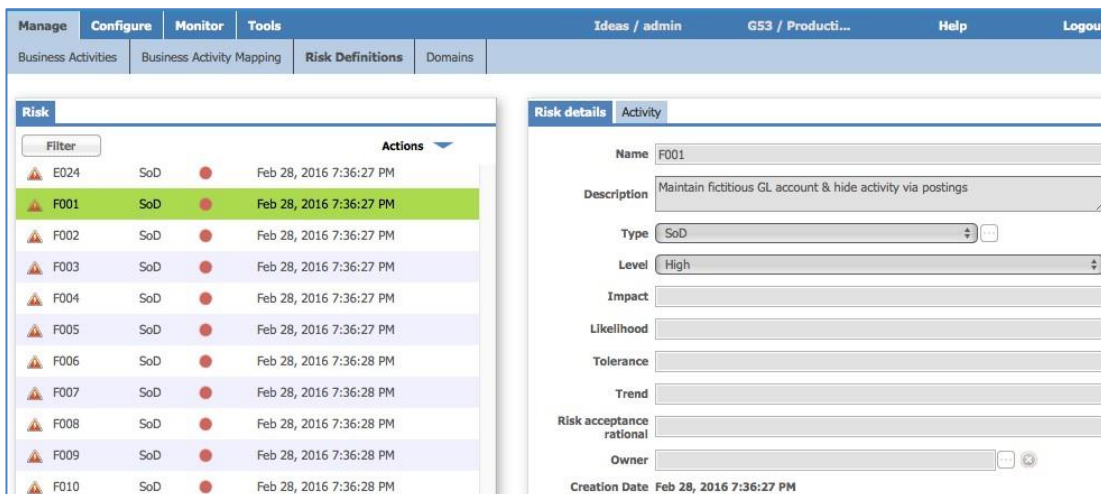 Manage Configure Monitor Tools Ideas / admin G53 / Producti... Help Logou
Business Activities Business Activity Mapping Risk Definitions Domains
Risk
Filter Actions
E024 SoD Feb 28, 2016 7:36:27 PM
F001 SoD Feb 28, 2016 7:36:27 PM
F002 SoD Feb 28, 2016 7:36:27 PM
F003 SoD Feb 28, 2016 7:36:27 PM
F004 SoD Feb 28, 2016 7:36:27 PM
F005 SoD Feb 28, 2016 7:36:27 PM
F006 SoD Feb 28, 2016 7:36:28 PM
F007 SoD Feb 28, 2016 7:36:28 PM
F008 SoD Feb 28, 2016 7:36:28 PM
F009 SoD Feb 28, 2016 7:36:28 PM
F010 SoD Feb 28, 2016 7:36:28 PM
Risk details Activity
Name F001
Description Maintain fictitious GL account & hide activity via postings
Type SoD ...
Level High
Impact
Likelihood
Tolerance
Trend
Risk acceptance
rational
Owner ...
Creation Date Feb 28, 2016 7:36:27 PM